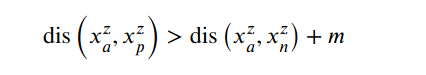 dis (x_a^z, x_p^z) > dis (x_a^z, x_n^z) + m